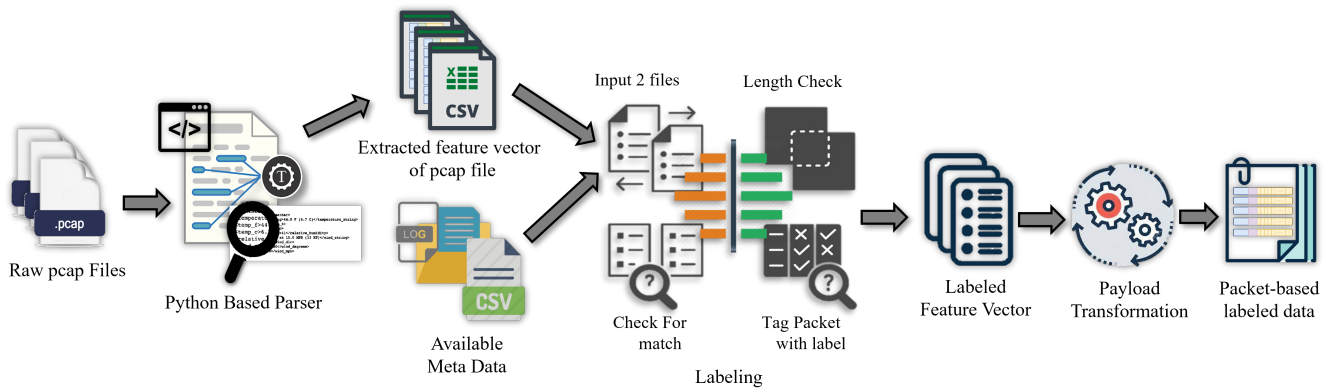 .pcap
Raw pcap Files
</>
T
Python Based Parser
X
CSV
Extracted feature vector
of pcap file
LOG
CSV
Available
Meta Data
Input 2 files
Length Check
?
?
Check For
match
Tag Packet
with label
Labeling
Labeled
Feature Vector
Payload
Transformation
Packet-based
labeled data